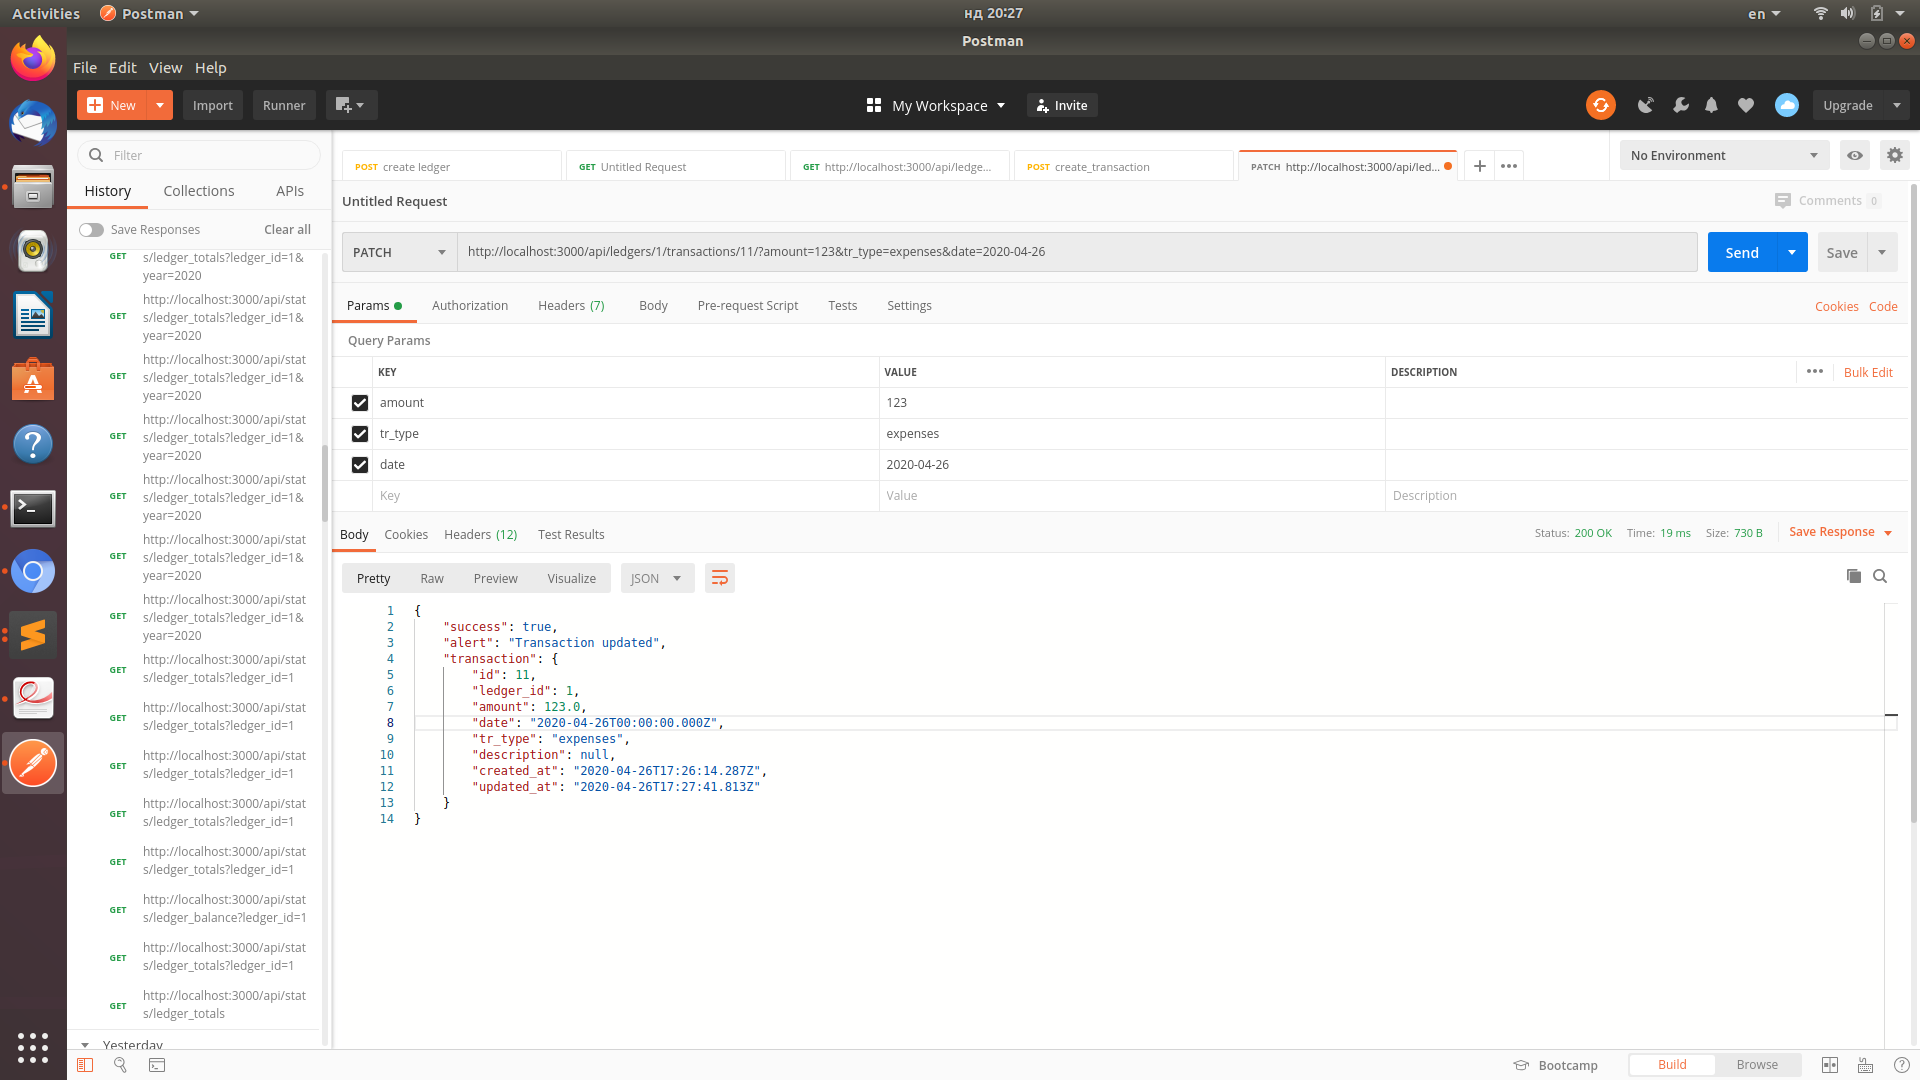 Activities
Postman
нд 20:27
en
Postman
File Edit View Help
New
Import
Runner
My Workspace
Invite
Upgrade
Filter
History
Collections
APIs
Save Responses
Clear all
GET
s/ledger_totals?ledger_id=1&
year=2020
http://localhost:3000/api/stat
GET s/ledger_totals?ledger_id=1&
year=2020
http://localhost:3000/api/stat
GET s/ledger_totals?ledger_id=1&
year=2020
http://localhost:3000/api/stat
GET s/ledger_totals?ledger_id=1&
year=2020
http://localhost:3000/api/stat
GET s/ledger_totals?ledger_id=1&
year=2020
http://localhost:3000/api/stat
GET s/ledger_totals?ledger_id=1&
year=2020
http://localhost:3000/api/stat
GET s/ledger_totals?ledger_id=1&
year=2020
http://localhost:3000/api/stat
GET s/ledger_totals?ledger_id=1
http://localhost:3000/api/stat
GET s/ledger_totals?ledger_id=1
http://localhost:3000/api/stat
GET s/ledger_totals?ledger_id=1
http://localhost:3000/api/stat
GET s/ledger_totals?ledger_id=1
http://localhost:3000/api/stat
GET s/ledger_totals?ledger_id=1
http://localhost:3000/api/stat
GET s/ledger_balance?ledger_id=1
http://localhost:3000/api/stat
GET s/ledger_totals?ledger_id=1
http://localhost:3000/api/stat
GET s/ledger_totals
Yesterday
POST create ledger
GET Untitled Request
GET http://localhost:3000/api/ledge...
POST create_transaction
PATCH http://localhost:3000/api/led...
No Environment
Untitled Request
Comments 0
PATCH
http://localhost:3000/api/ledgers/1/transactions/11/?amount=123&tr_type=expenses&date=2020-04-26
Send
Save
Params
Authorization
Headers (7)
Body
Pre-request Script
Tests
Settings
Cookies Code
Query Params
KEY VALUE DESCRIPTION
Bulk Edit
amount 123
tr_type expenses
date 2020-04-26
Key Value Description
Body
Cookies
Headers (12)
Test Results
Status: 200 OK Time: 19 ms Size: 730 B
Save Response
Pretty Raw Preview Visualize
JSON
1 {
2 "success": true,
3 "alert": "Transaction updated",
4 "transaction": {
5 "id": 11,
6 "ledger_id": 1,
7 "amount": 123.0,
8 "date": "2020-04-26T00:00:00.000Z",
9 "tr_type": "expenses",
10 "description": null,
11 "created_at": "2020-04-26T17:26:14.287Z",
12 "updated_at": "2020-04-26T17:27:41.813Z"
13 }
14 }
Bootcamp
Build
Browse